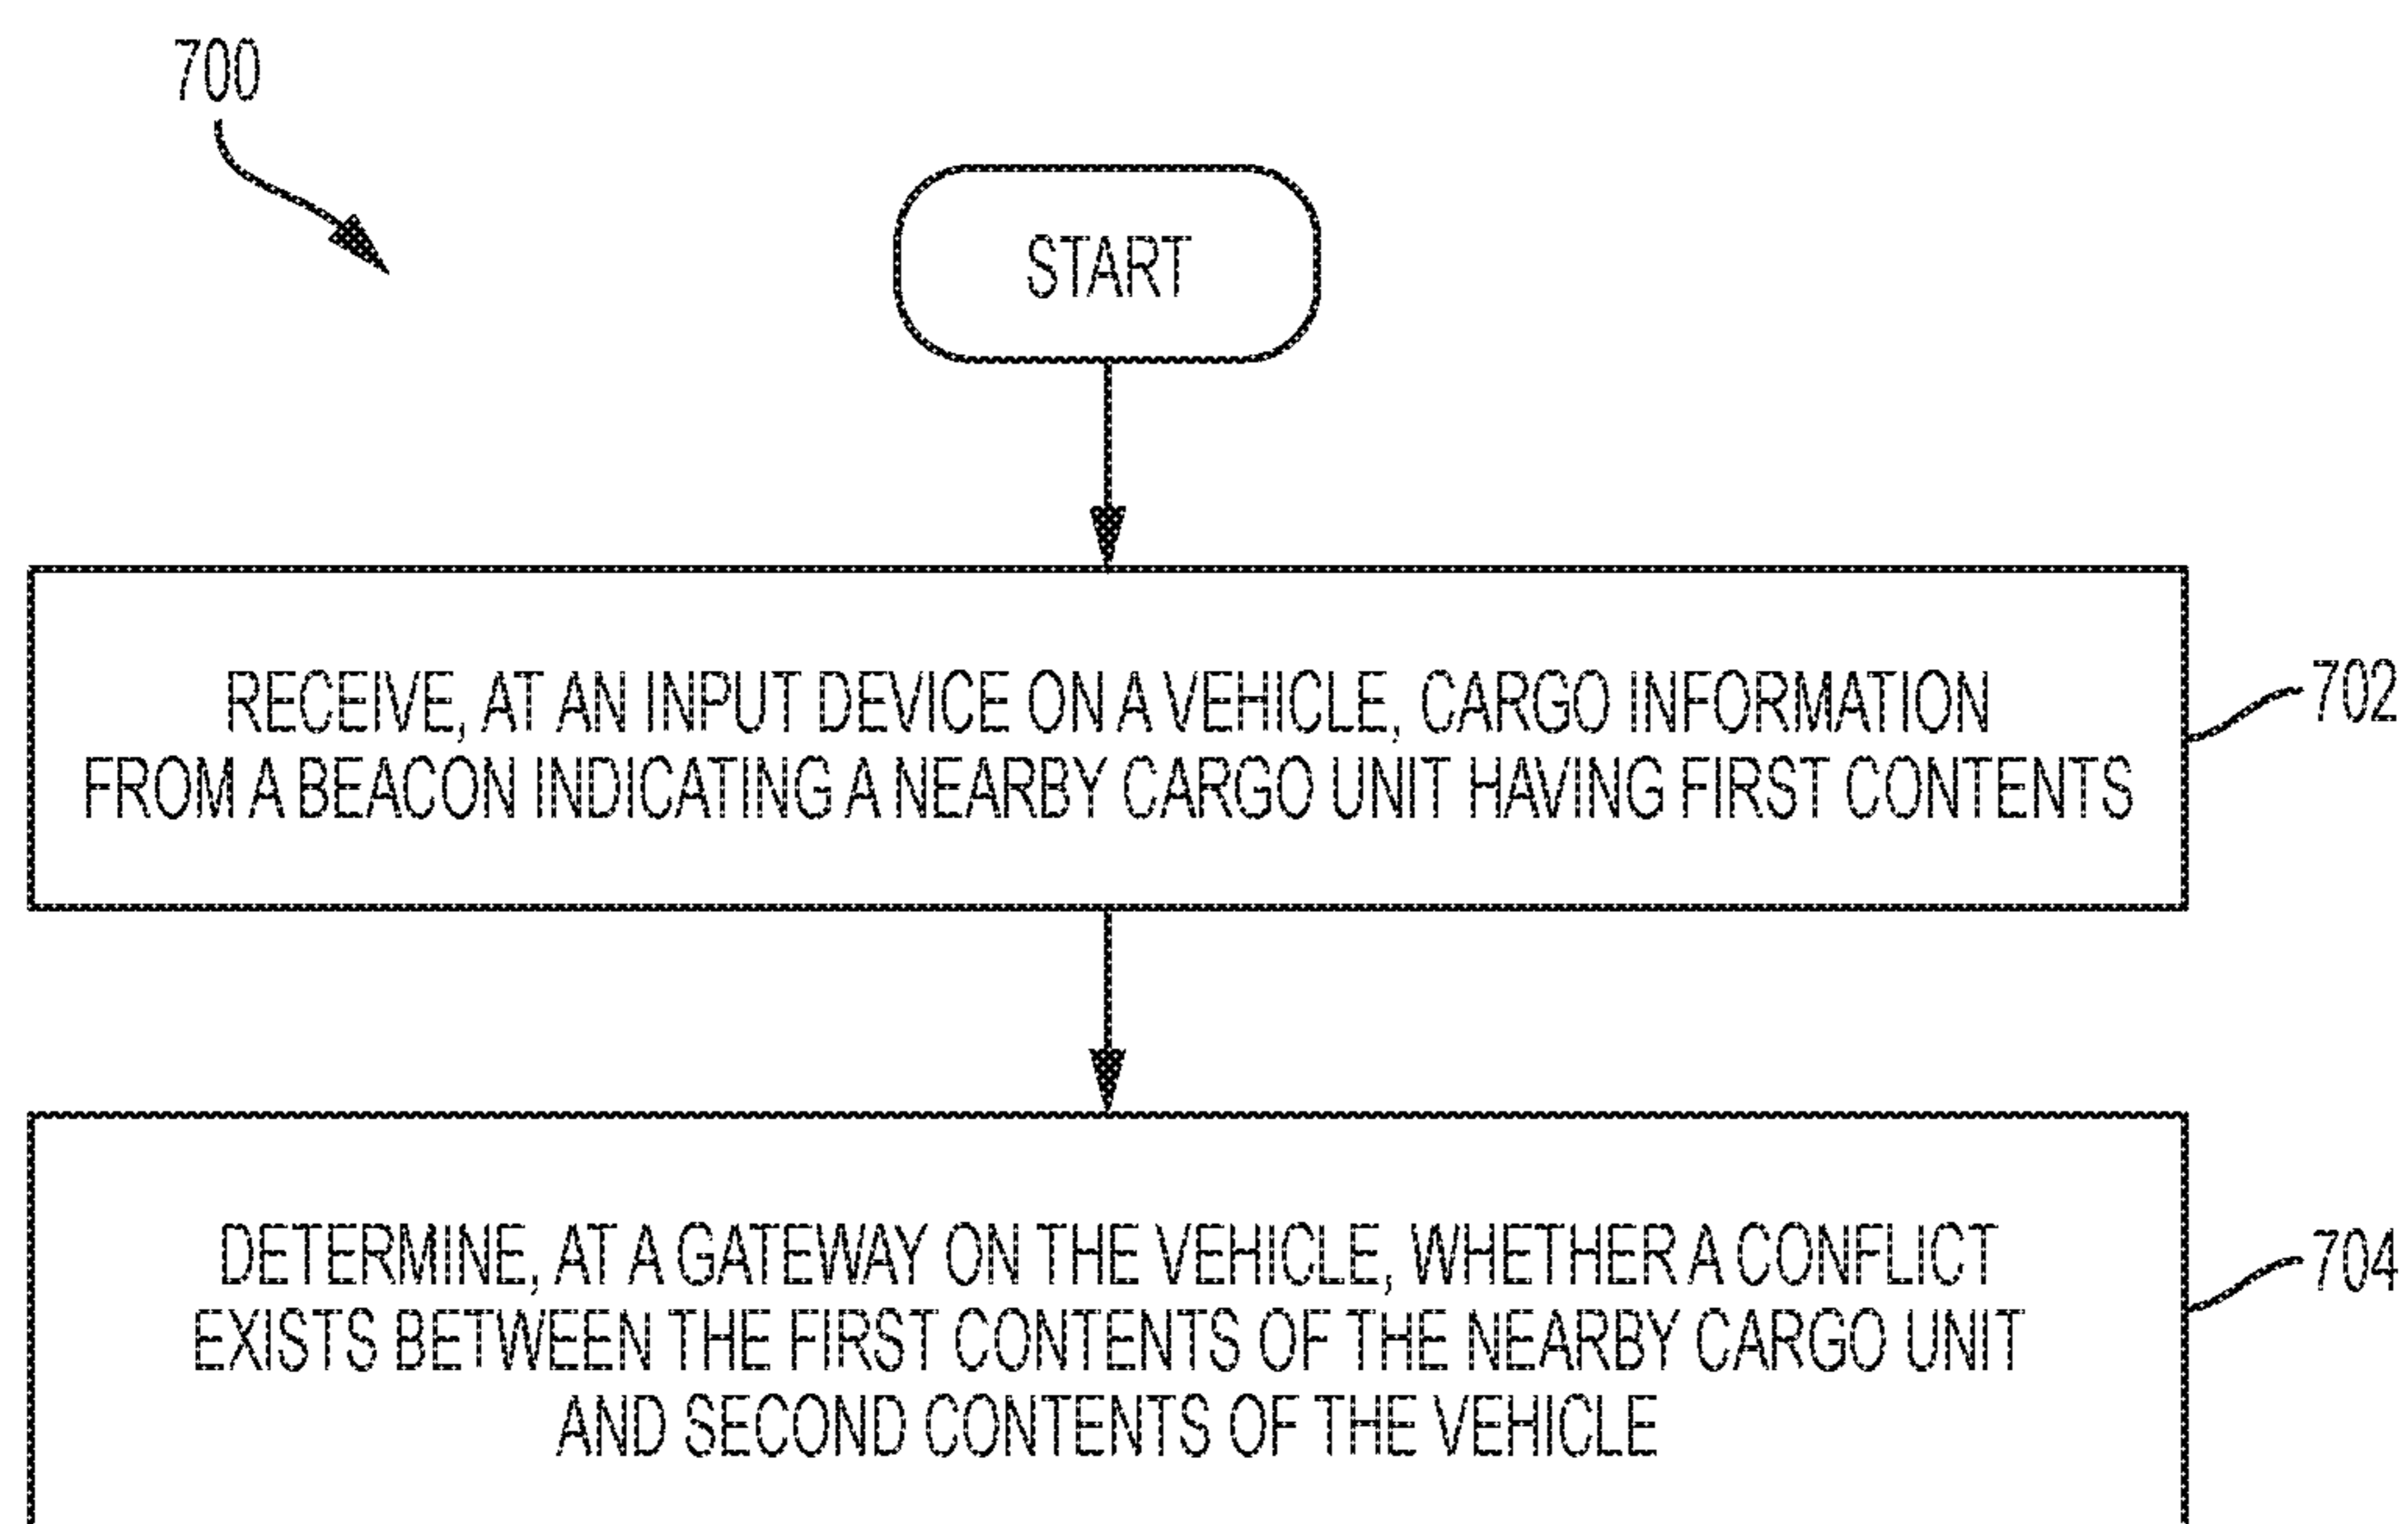 700
START
RECEIVE, AT AN INPUT DEVICE ON A VEHICLE, CARGO INFORMATION
FROM A BEACON INDICATING A NEARBY CARGO UNIT HAVING FIRST CONTENTS
702
DETERMINE, AT A GATEWAY ON THE VEHICLE, WHETHER A CONFLICT
EXISTS BETWEEN THE FIRST CONTENTS OF THE NEARBY CARGO UNIT
AND SECOND CONTENTS OF THE VEHICLE
704